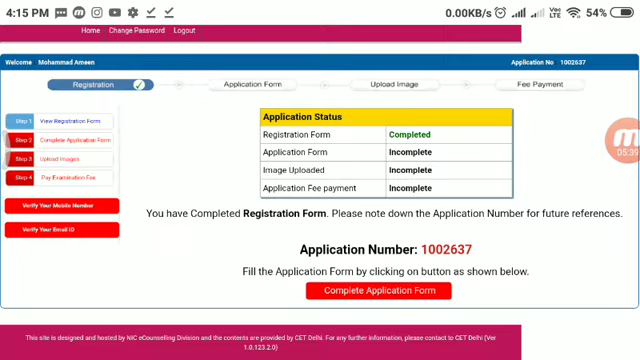 4:15 PM 0.00KB/s Vo LTE 54%
Home Change Password Logout
Welcome Mohammad Ameen Application No 1002637
Registration Application Form Upload Image Fee Payment
Step 1 View Registration Form
Step 2 Complete Application Form
Step 3 Upload Images
Step 4 Pay Examination Fee
Verify Your Mobile Number
Verify Your Email ID
Application Status
Registration Form Completed
Application Form Incomplete
Image Uploaded Incomplete
Application Fee payment Incomplete
05:39
You have Completed Registration Form. Please note down the Application Number for future references.
Application Number: 1002637
Fill the Application Form by clicking on button as shown below.
Complete Application Form
This site is designed and hosted by NIC eCounselling Division and the contents are provided by CET Delhi. For any further information, please contact to CET Delhi (Ver
1.0.123.2.0)